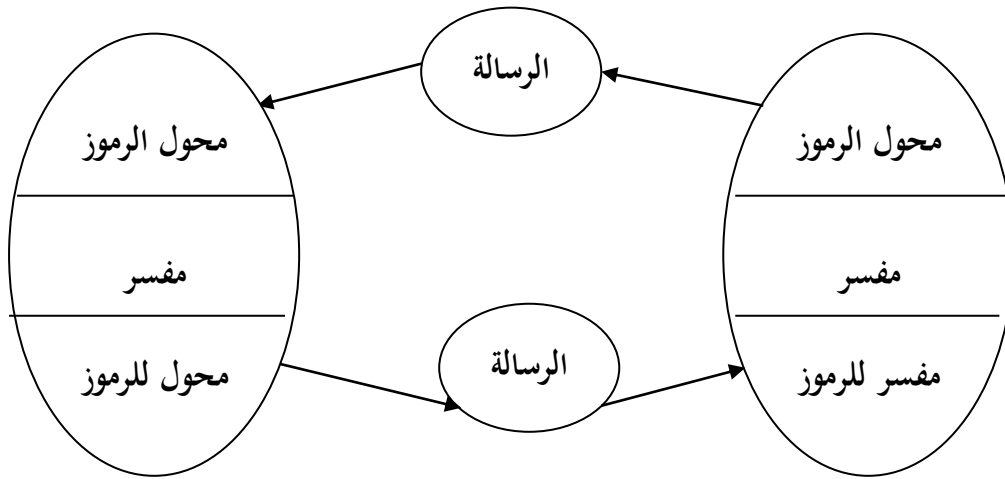 الرسالة
محول الرموز
محول الرموز
مفسر
مفسر
الرسالة
مفسر للرموز
محول للرموز